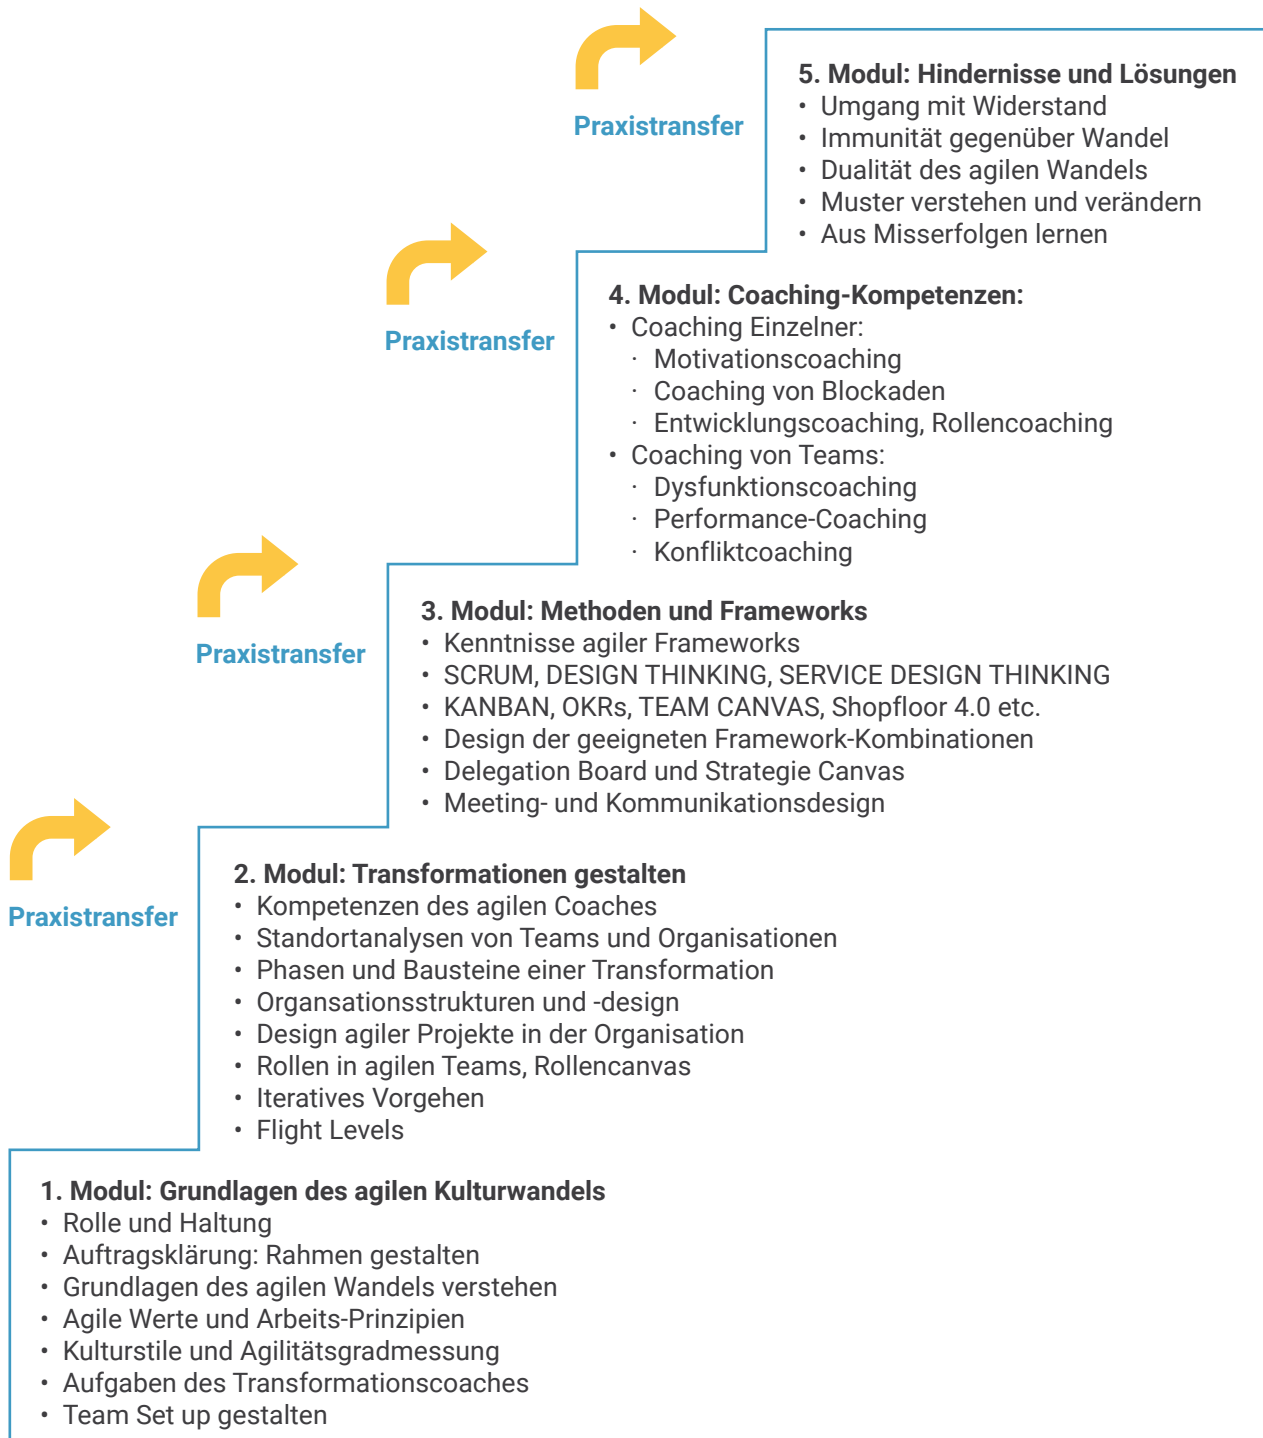 5. Modul: Hindernisse und Lösungen
• Umgang mit Widerstand
• Immunität gegenüber Wandel
• Dualität des agilen Wandels
• Muster verstehen und verändern
• Aus Misserfolgen lernen
Praxistransfer
4. Modul: Coaching-Kompetenzen:
• Coaching Einzelner:
· Motivationscoaching
· Coaching von Blockaden
· Entwicklungscoaching, Rollencoaching
• Coaching von Teams:
· Dysfunktionscoaching
· Performance-Coaching
· Konfliktcoaching
Praxistransfer
3. Modul: Methoden und Frameworks
• Kenntnisse agiler Frameworks
• SCRUM, DESIGN THINKING, SERVICE DESIGN THINKING
• KANBAN, OKRs, TEAM CANVAS, Shopfloor 4.0 etc.
• Design der geeigneten Framework-Kombinationen
• Delegation Board und Strategie Canvas
• Meeting- und Kommunikationsdesign
Praxistransfer
2. Modul: Transformationen gestalten
• Kompetenzen des agilen Coaches
• Standortanalysen von Teams und Organisationen
• Phasen und Bausteine einer Transformation
• Organsationsstrukturen und -design
• Design agiler Projekte in der Organisation
• Rollen in agilen Teams, Rollencanvas
• Iteratives Vorgehen
• Flight Levels
Praxistransfer
1. Modul: Grundlagen des agilen Kulturwandels
• Rolle und Haltung
• Auftragsklärung: Rahmen gestalten
• Grundlagen des agilen Wandels verstehen
• Agile Werte und Arbeits-Prinzipien
• Kulturstile und Agilitätsgradmessung
• Aufgaben des Transformationscoaches
• Team Set up gestalten